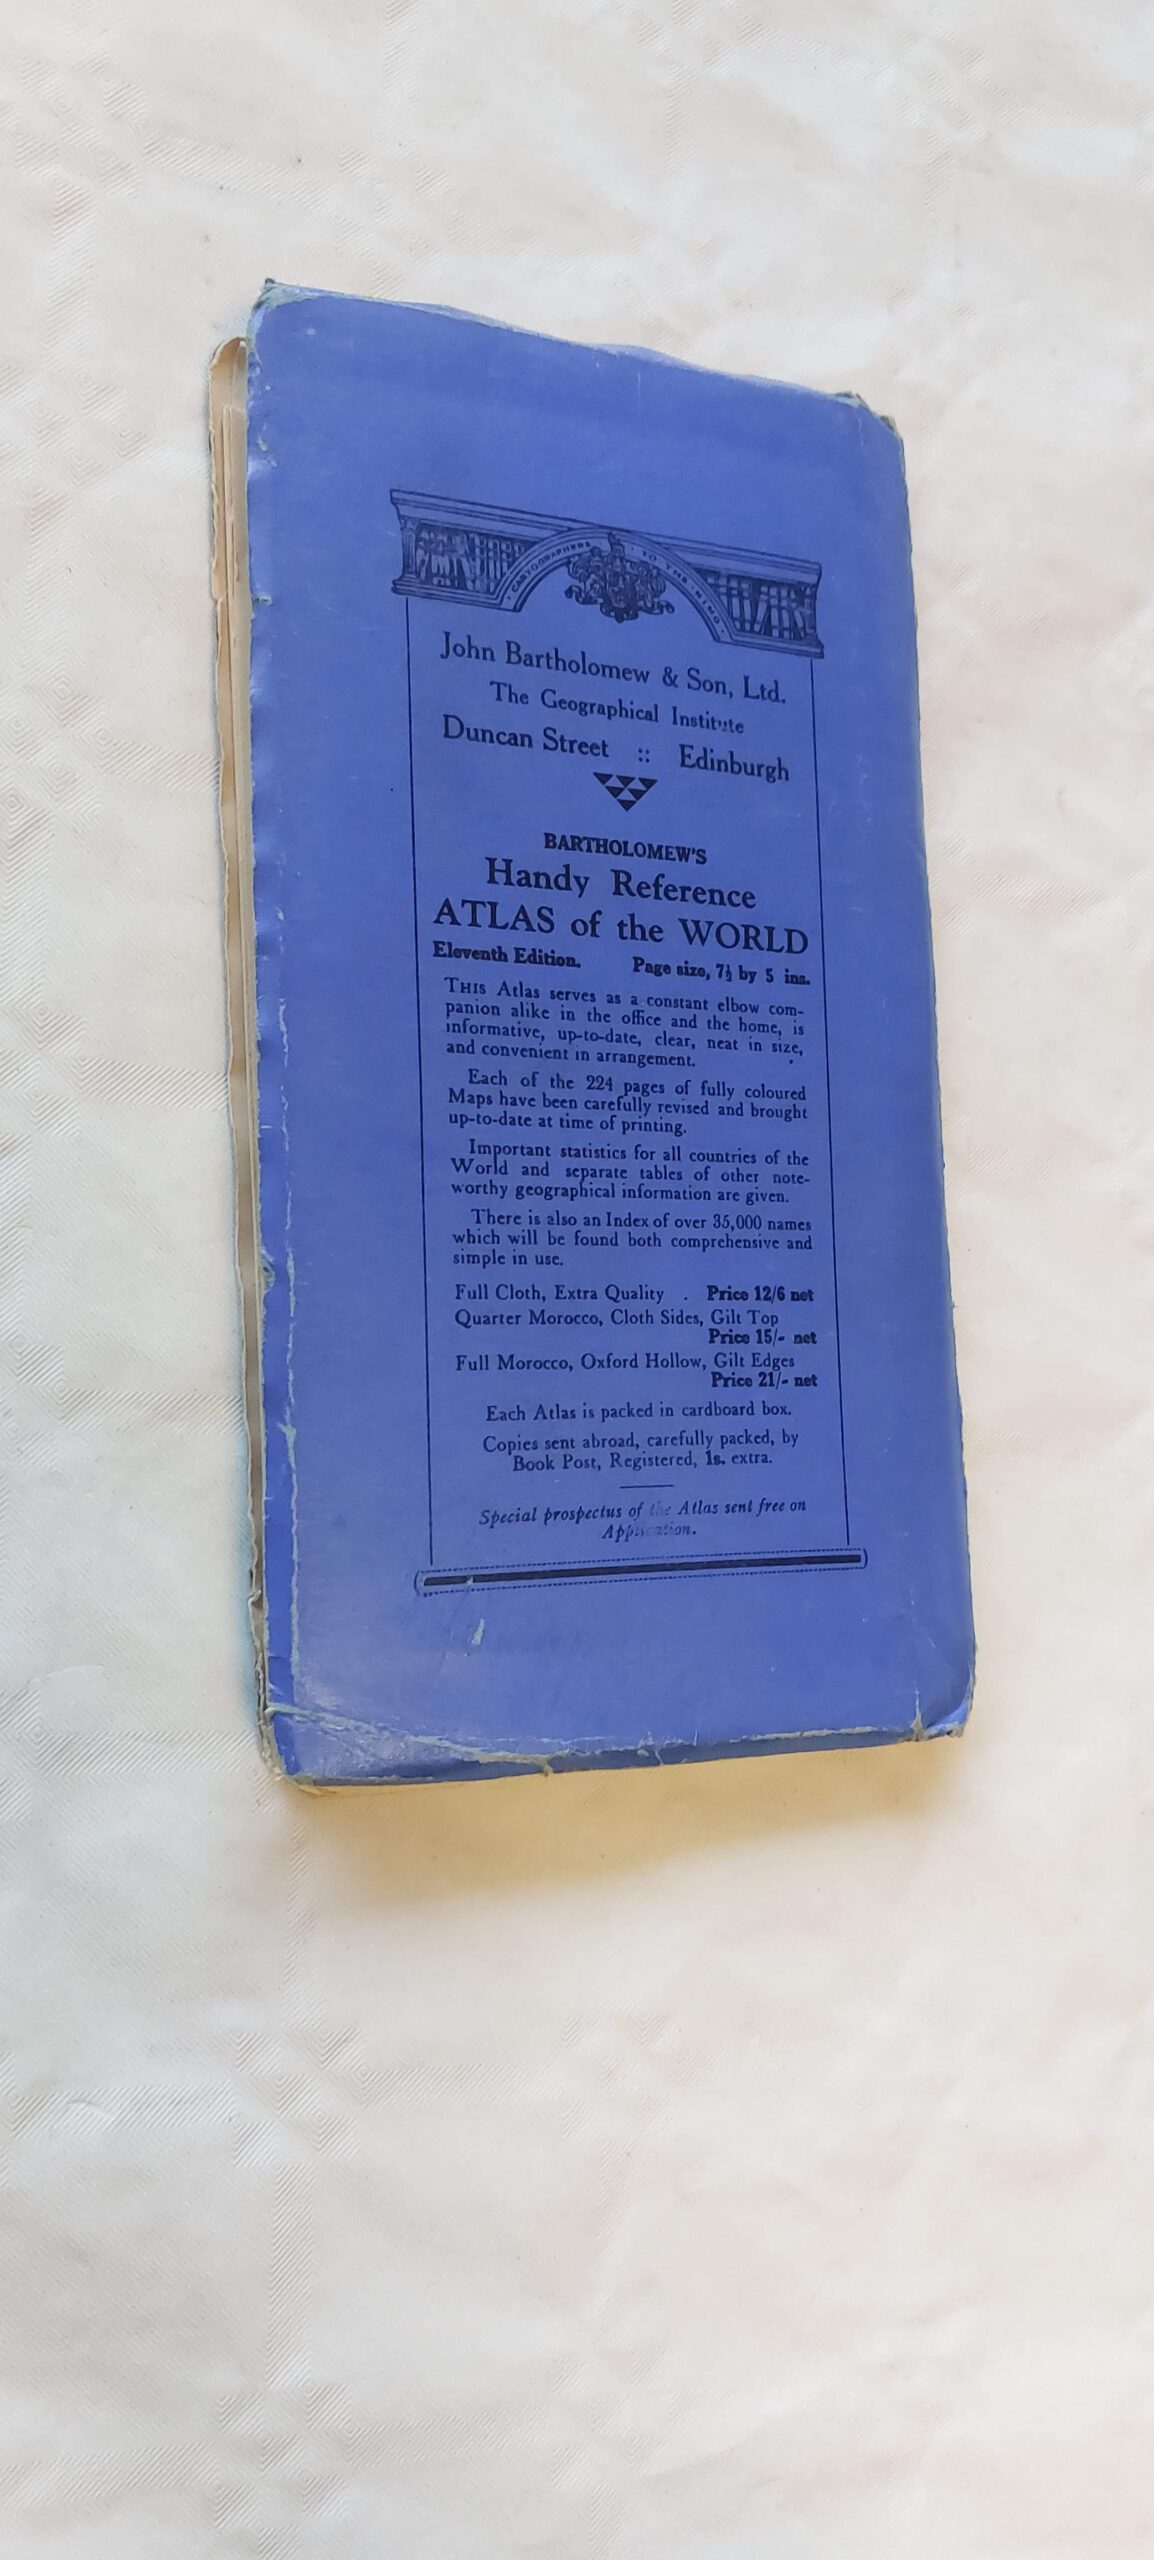 · CARTOGRAPHERS · TO THE KING ·
John Bartholomew & Son, Ltd.
The Geographical Institute
Duncan Street :: Edinburgh
BARTHOLOMEW'S
Handy Reference
ATLAS of the WORLD
Eleventh Edition. Page size, 7½ by 5 ins.
THIS Atlas serves as a constant elbow com-
panion alike in the office and the home, is
informative, up-to-date, clear, neat in size,
and convenient in arrangement.
Each of the 224 pages of fully coloured
Maps have been carefully revised and brought
up-to-date at time of printing.
Important statistics for all countries of the
World and separate tables of other note-
worthy geographical information are given.
There is also an Index of over 35,000 names
which will be found both comprehensive and
simple in use.
Full Cloth, Extra Quality . Price 12/6 net
Quarter Morocco, Cloth Sides, Gilt Top
Price 15/- net
Full Morocco, Oxford Hollow, Gilt Edges
Price 21/- net
Each Atlas is packed in cardboard box.
Copies sent abroad, carefully packed, by
Book Post, Registered, 1s. extra.
Special prospectus of the Atlas sent free on
Application.